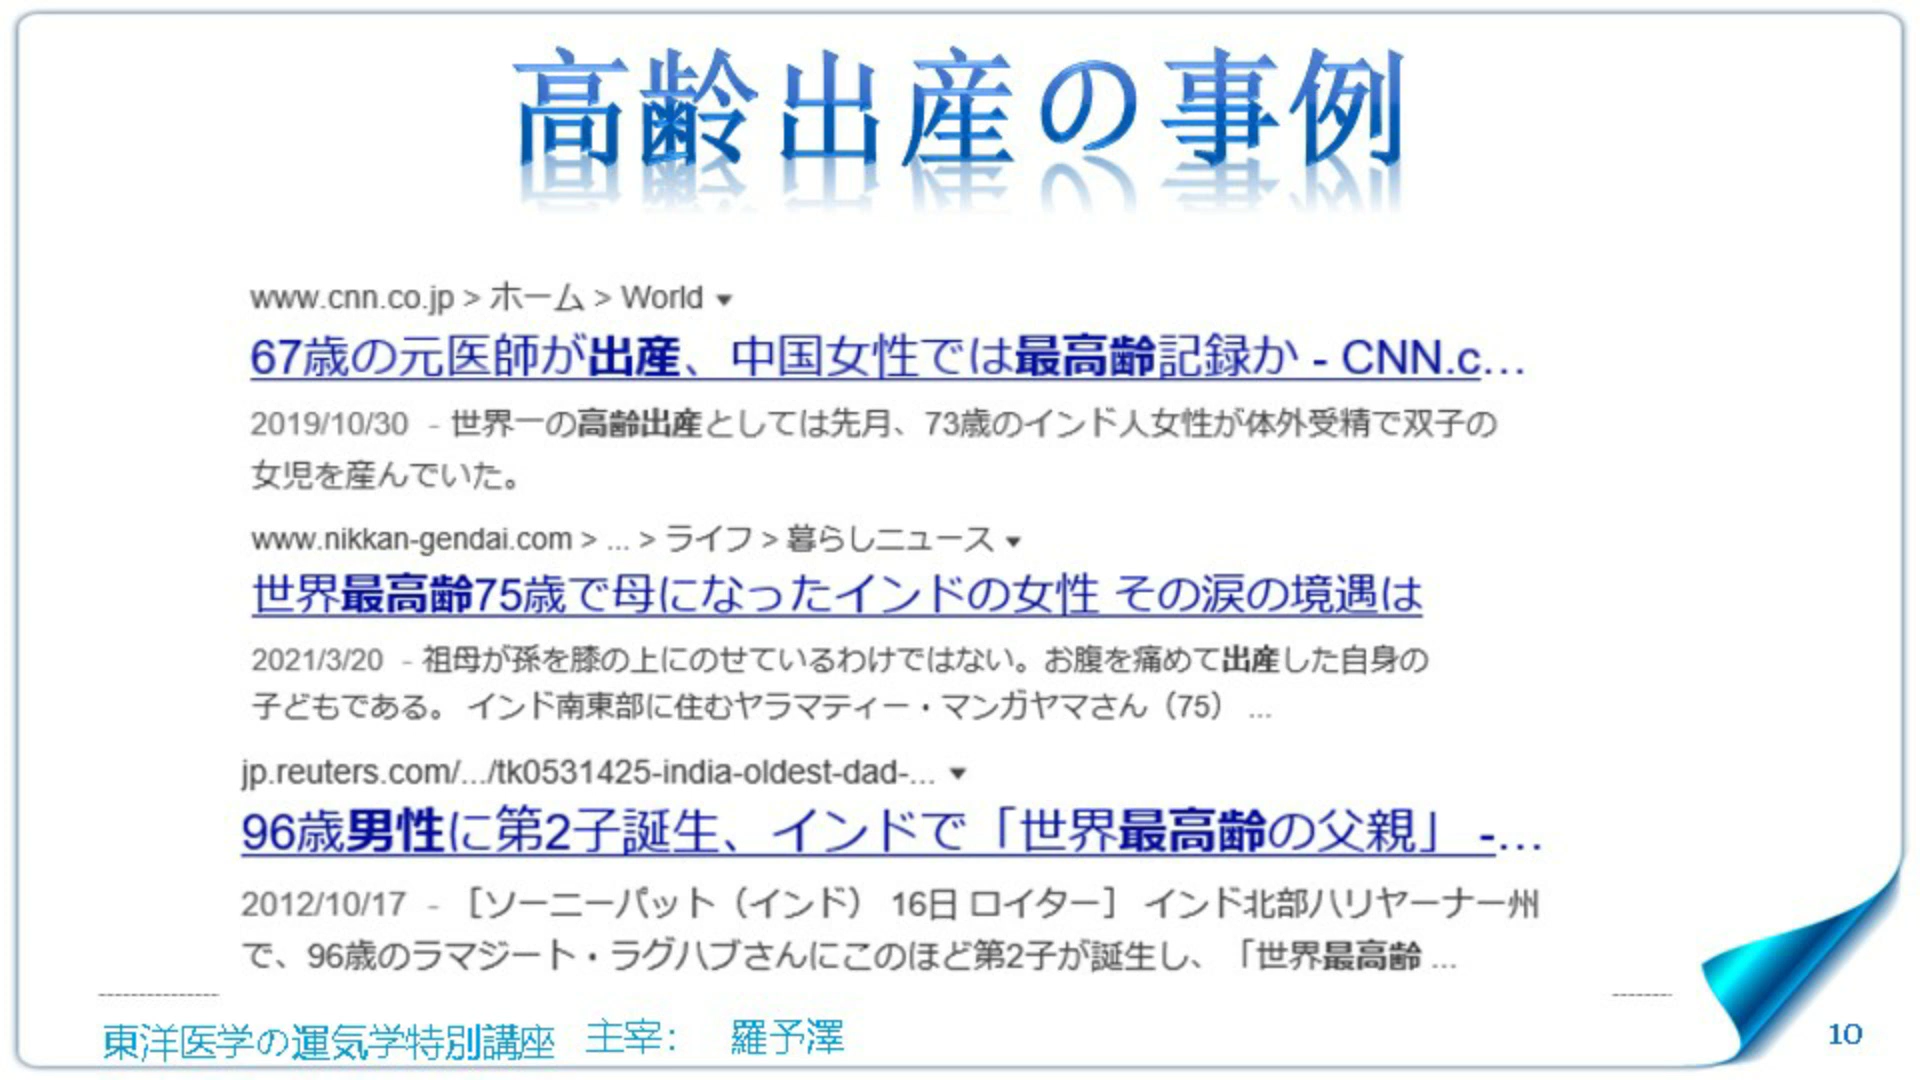 高齢出産の事例
www.cnn.co.jp > ホーム > World ▼
67歳の元医師が出産、中国女性では最高齢記録か - CNN.c...
2019/10/30 - 世界一の高齢出産としては先月、73歳のインド人女性が体外受精で双子の
女児を産んでいた。
www.nikkan-gendai.com > ... > ライフ > 暮らしニュース ▼
世界最高齢75歳で母になったインドの女性 その涙の境遇は
2021/3/20 - 祖母が孫を膝の上にのせているわけではない。お腹を痛めて出産した自身の
子どもである。 インド南東部に住むヤラマティー・マンガヤマさん（75） ...
jp.reuters.com/.../tk0531425-india-oldest-dad-... ▼
96歳男性に第2子誕生、インドで「世界最高齢の父親」 -...
2012/10/17 - ［ソーニーパット（インド） 16日 ロイター］ インド北部ハリヤーナー州
で、96歳のラマジート・ラグハブさんにこのほど第2子が誕生し、「世界最高齢 ...
東洋医学の運気学特別講座 主宰： 羅予澤
10